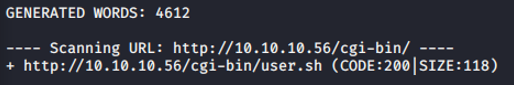 GENERATED WORDS: 4612
---- Scanning URL: http://10.10.10.56/cgi-bin/ ----
+ http://10.10.10.56/cgi-bin/user.sh (CODE:200|SIZE:118)